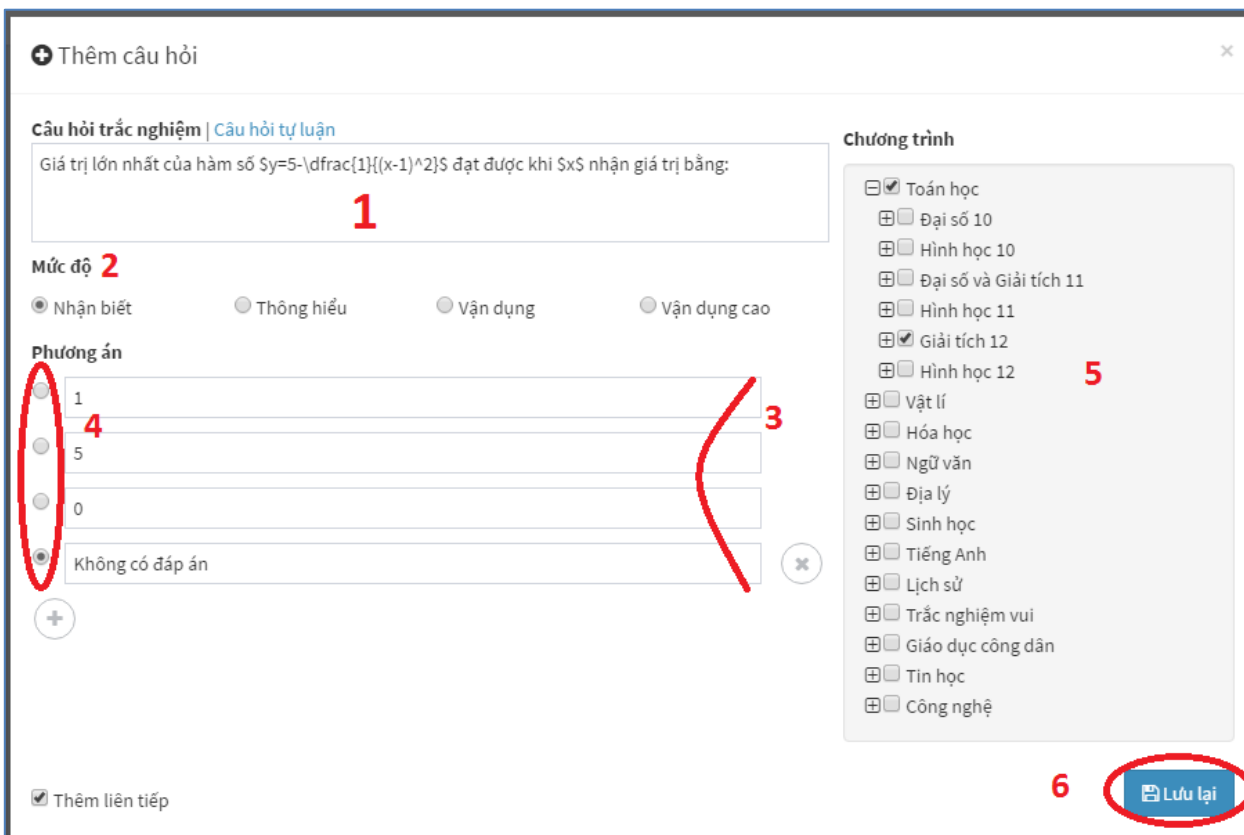 Thêm câu hỏi
×
Câu hỏi trắc nghiệm | Câu hỏi tự luận
Giá trị lớn nhất của hàm số $y=5-\dfrac{1}{(x-1)^2}$ đạt được khi $x$ nhận giá trị bằng:
1
Mức độ 2
Nhận biết Thông hiểu Vận dụng Vận dụng cao
Phương án
1
4
3
5
0
Không có đáp án
Thêm liên tiếp
Chương trình
Toán học
Đại số 10
Hình học 10
Đại số và Giải tích 11
Hình học 11
Giải tích 12
Hình học 12
5
Vật lí
Hóa học
Ngữ văn
Địa lý
Sinh học
Tiếng Anh
Lịch sử
Trắc nghiệm vui
Giáo dục công dân
Tin học
Công nghệ
6
Lưu lại